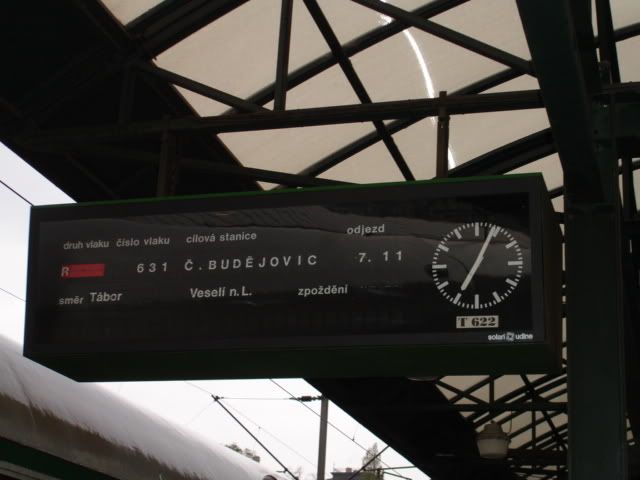 druh vlaku číslo vlaku cílová stanice odjezd
R 631 Č.BUDĚJOVIC 7.11
směr Tábor Veselí n.L. zpoždění
T 622
solari udine